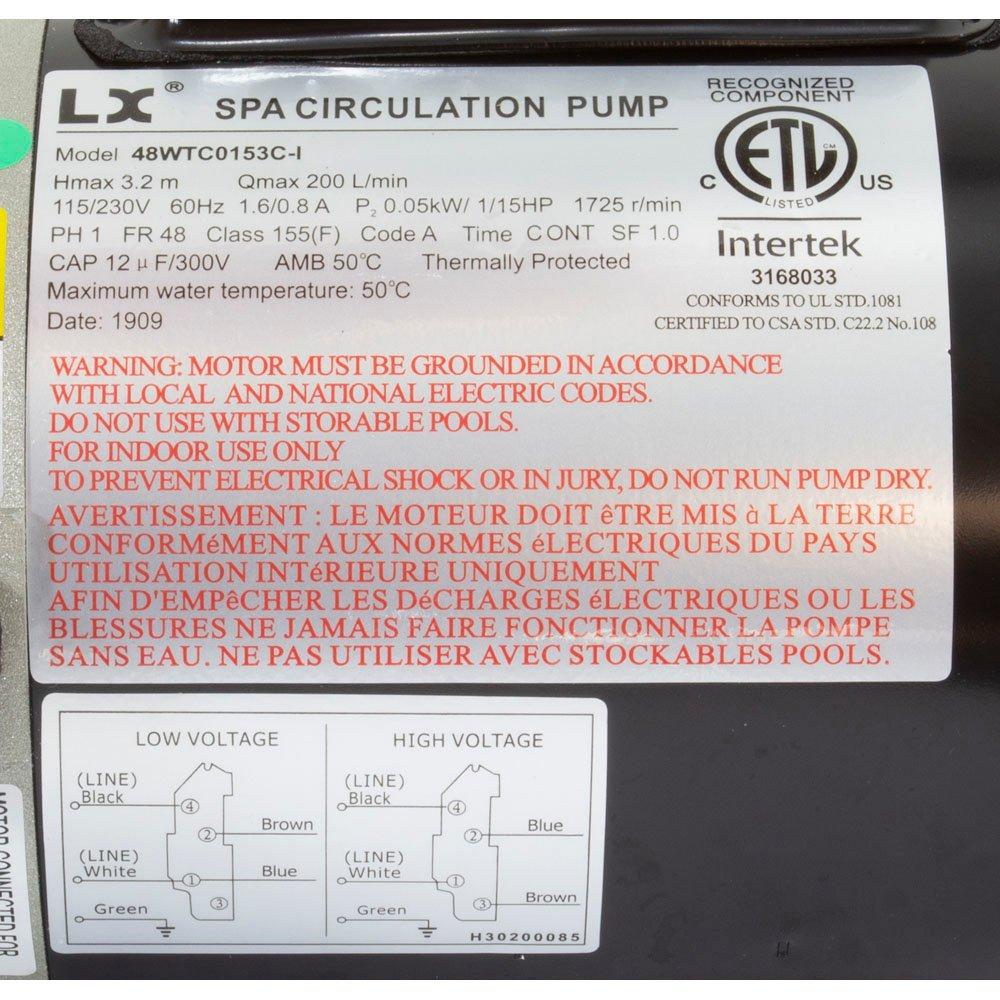 LX® SPA CIRCULATION PUMP
Model 48WTC0153C-I
Hmax 3.2 m Qmax 200 L/min
115/230V 60Hz 1.6/0.8 A P₂ 0.05kW/ 1/15HP 1725 r/min
PH 1 FR 48 Class 155(F) Code A Time CONT SF 1.0
CAP 12 μF/300V AMB 50°C Thermally Protected
Maximum water temperature: 50°C
Date: 1909
RECOGNIZED
COMPONENT
C ETL CM US
LISTED
Intertek
3168033
CONFORMS TO UL STD.1081
CERTIFIED TO CSA STD. C22.2 No.108
WARNING: MOTOR MUST BE GROUNDED IN ACCORDANCE
WITH LOCAL AND NATIONAL ELECTRIC CODES.
DO NOT USE WITH STORABLE POOLS.
FOR INDOOR USE ONLY
TO PREVENT ELECTRICAL SHOCK OR IN JURY, DO NOT RUN PUMP DRY.
AVERTISSEMENT : LE MOTEUR DOIT êTRE MIS à LA TERRE
CONFORMéMENT AUX NORMES éLECTRIQUES DU PAYS
UTILISATION INTéRIEURE UNIQUEMENT
AFIN D'EMPêCHER LES DéCHARGES éLECTRIQUES OU LES
BLESSURES NE JAMAIS FAIRE FONCTIONNER LA POMPE
SANS EAU. NE PAS UTILISER AVEC STOCKABLES POOLS.
LOW VOLTAGE
(LINE)
Black
4
2
Brown
(LINE)
White
1
Blue
3
Green
HIGH VOLTAGE
(LINE)
Black
4
2
Blue
(LINE)
White
1
3
Brown
Green
H30200085
MOTOR CONNECTED FOR